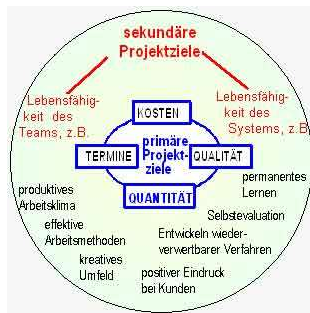 sekundäre
Projektziele
Lebensfähig-
keit des
Teams, z.B.
Lebensfähig-
keit des
Systems, z.B
KOSTEN
primäre
Projekt-
ziele
TERMINE
QUALITÄT
QUANTITÄT
produktives
Arbeitsklima
effektive
Arbeitsmethoden
kreatives
Umfeld
positiver Eindruck
bei Kunden
Entwickeln wieder-
verwertbarer Verfahren
Selbstevaluation
permanentes
Lernen